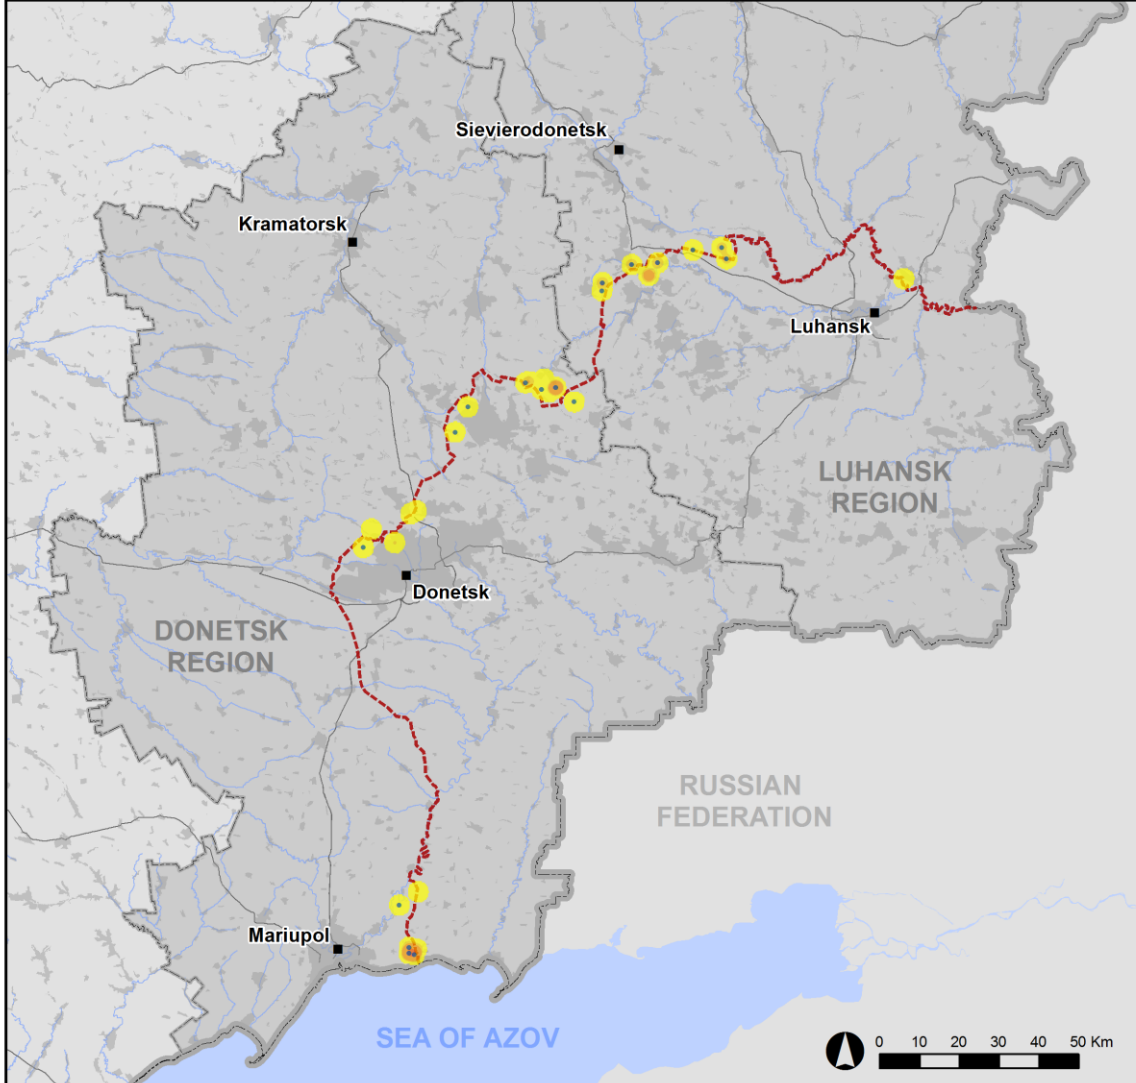 Sievierodonetsk
Kramatorsk
Luhansk
LUHANSK
REGION
Donetsk
DONETSK
REGION
RUSSIAN
FEDERATION
Mariupol
SEA OF AZOV
0 10 20 30 40 50 Km